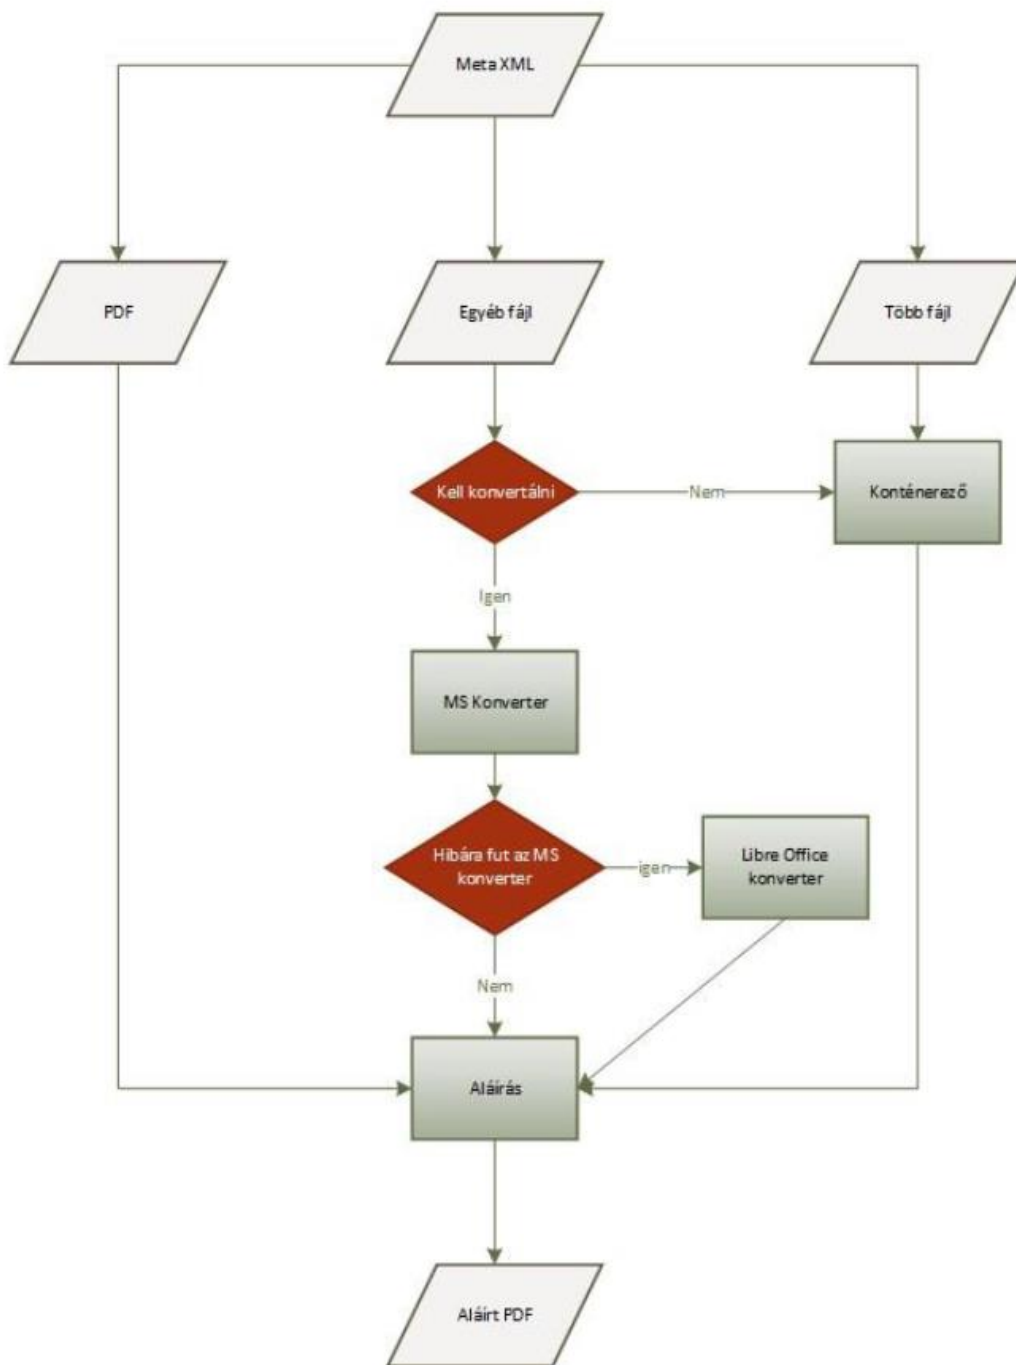 Meta XML
PDF
Egyéb fájl
Több fájl
Kell konvertálni
Nem
Konténerező
Igen
MS Konverter
Hibára fut az MS
konverter
igen
Libre Office
konverter
Nem
Aláírás
Aláírt PDF